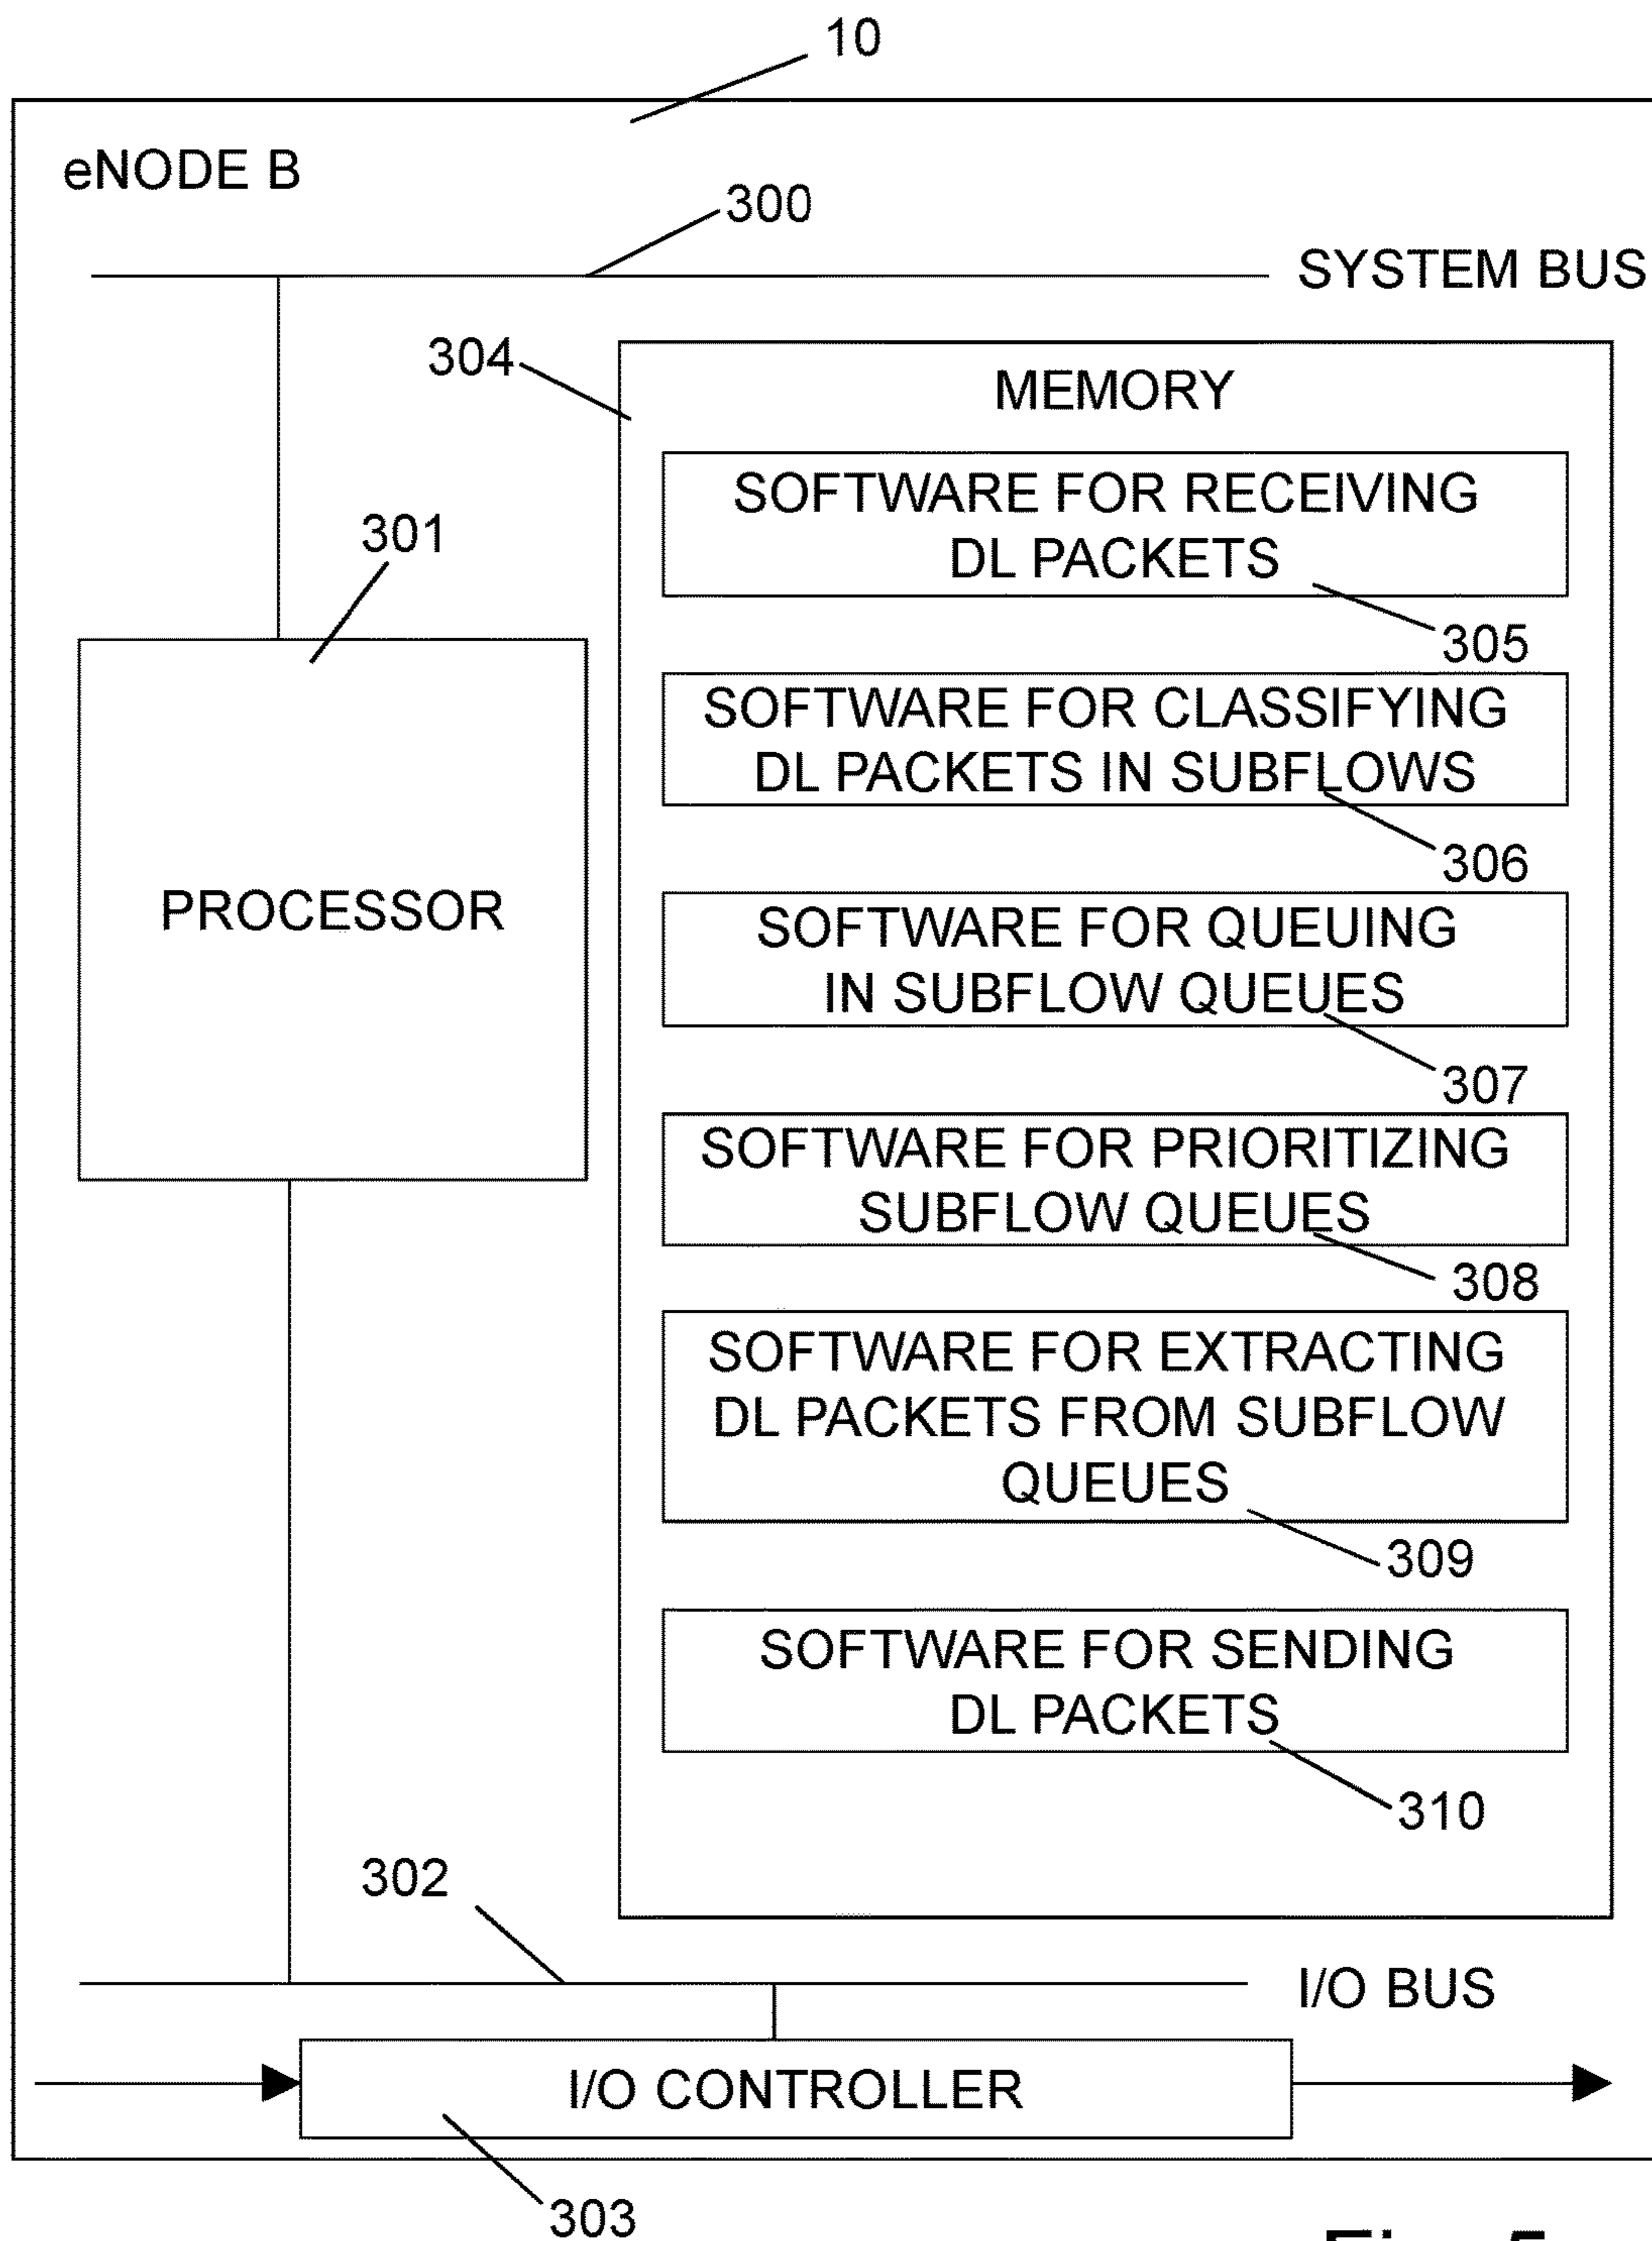 10
eNODE B
300
SYSTEM BUS
304
MEMORY
SOFTWARE FOR RECEIVING
DL PACKETS
305
301
PROCESSOR
SOFTWARE FOR CLASSIFYING
DL PACKETS IN SUBFLOWS
306
SOFTWARE FOR QUEUING
IN SUBFLOW QUEUES
307
SOFTWARE FOR PRIORITIZING
SUBFLOW QUEUES
308
SOFTWARE FOR EXTRACTING
DL PACKETS FROM SUBFLOW
QUEUES
309
SOFTWARE FOR SENDING
DL PACKETS
310
302
I/O BUS
I/O CONTROLLER
303